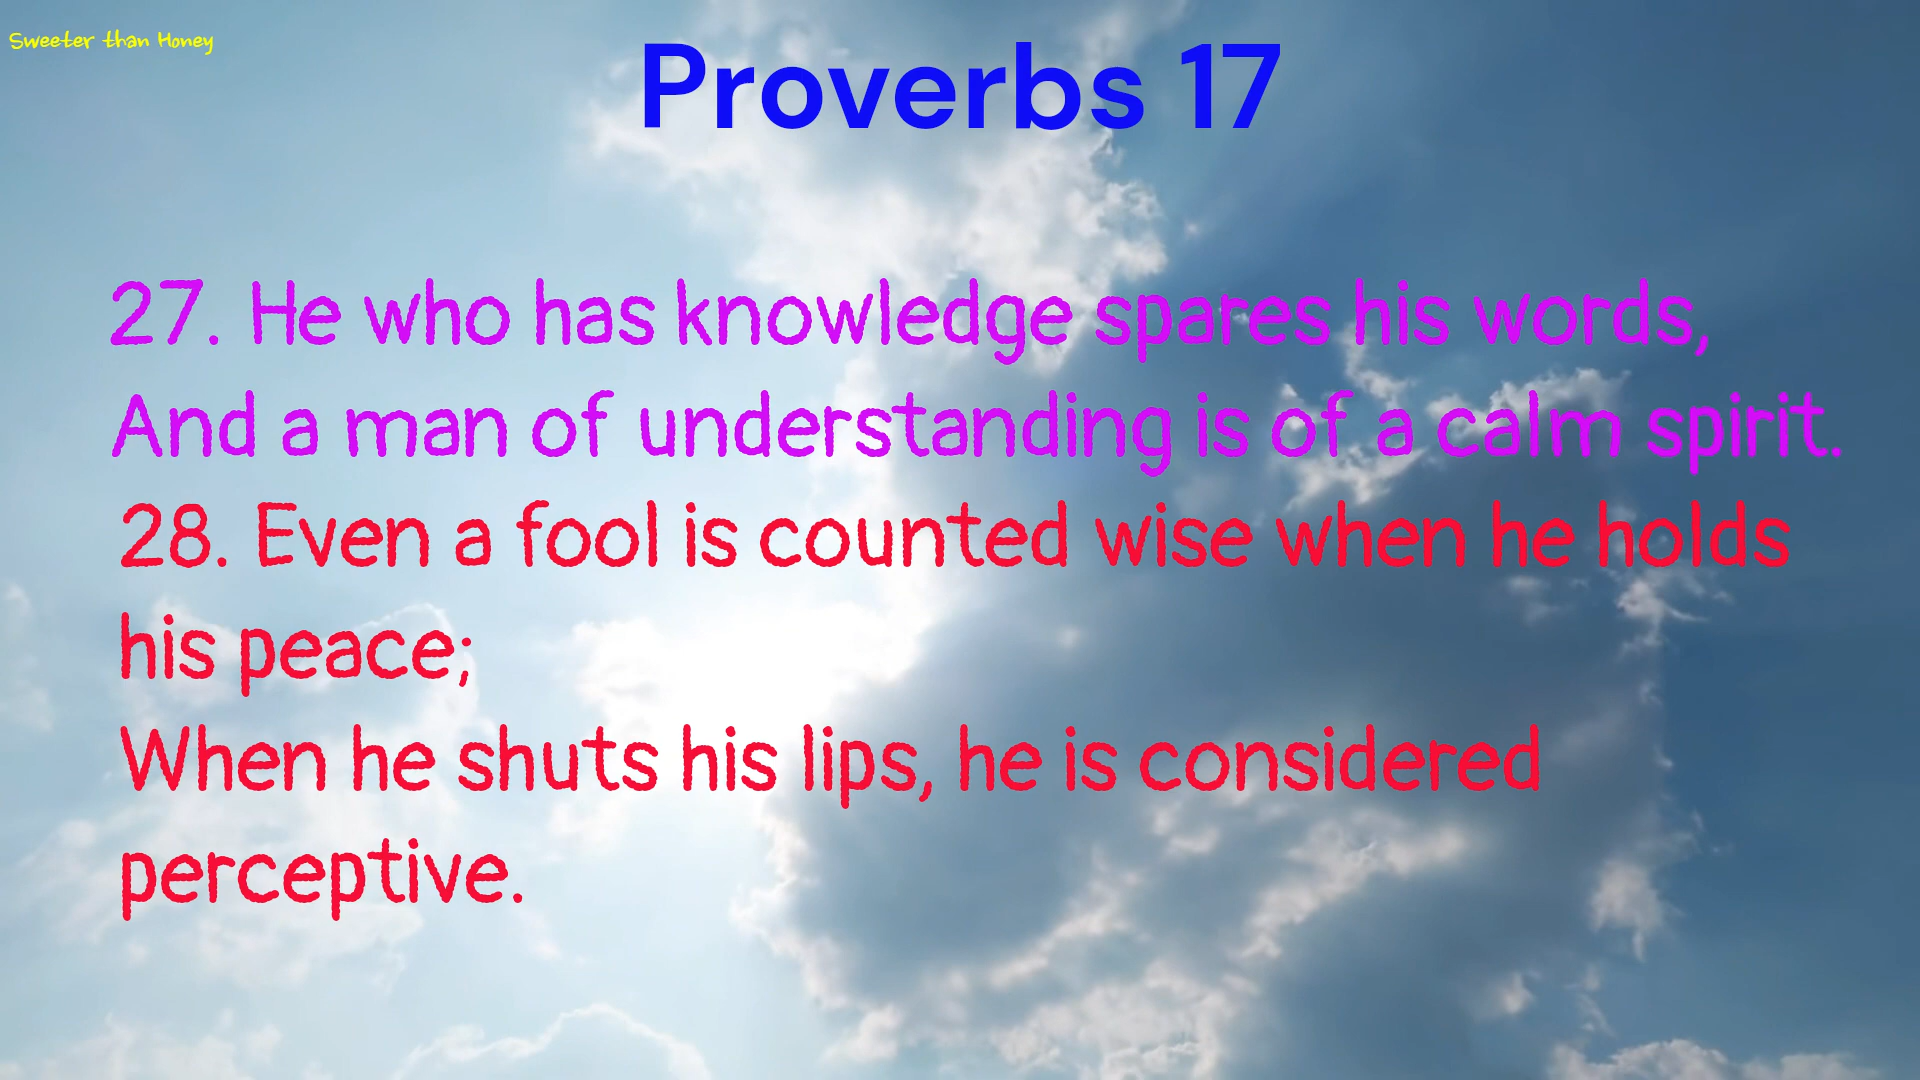 Sweeter than Honey
Proverbs 17
27. He who has knowledge spares his words,
And a man of understanding is of a calm spirit.
28. Even a fool is counted wise when he holds
his peace;
When he shuts his lips, he is considered
perceptive.